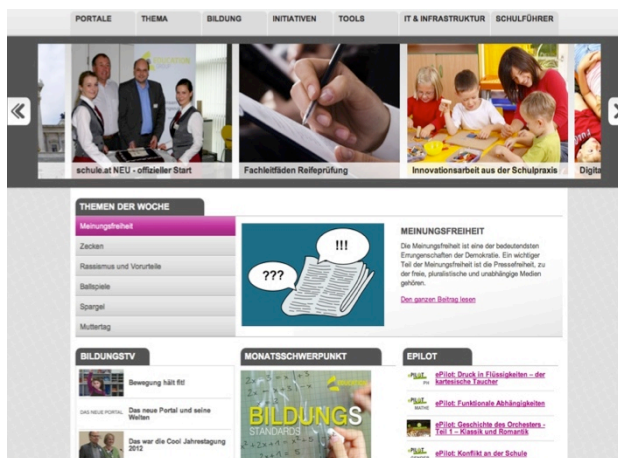 PORTALE THEMA BILDUNG INITIATIVEN TOOLS IT & INFRASTRUKTUR SCHULFÜHRER
schule.at NEU - offizieller Start
Fachleitfäden Reifeprüfung
Innovationsarbeit aus der Schulpraxis
Digita
THEMEN DER WOCHE
Meinungsfreiheit
Zecken
Rassismus und Vorurteile
Ballspiele
Spargel
Muttertag
???
!!!
MEINUNGSFREIHEIT
Die Meinungsfreiheit ist eine der bedeutendsten
Errungenschaften der Demokratie. Ein wichtiger
Teil der Meinungsfreiheit ist die Pressefreiheit, zu
der freie, pluralistische und unabhängige Medien
gehören.
Den ganzen Beitrag lesen
BILDUNGSTV
Bewegung hält fit!
DAS NEUE PORTAL
Das neue Portal und seine
Welten
Das war die Cool Jahrestagung
2012
MONATSSCHWERPUNKT
BILDUNGS
STANDARDS
EPILOT
ePilot: Druck in Flüssigkeiten – der
kartesische Taucher
ePilot: Funktionale Abhängigkeiten
MATHE
ePilot: Geschichte des Orchesters -
Teil 1 – Klassik und Romantik
ePilot: Konflikt an der Schule